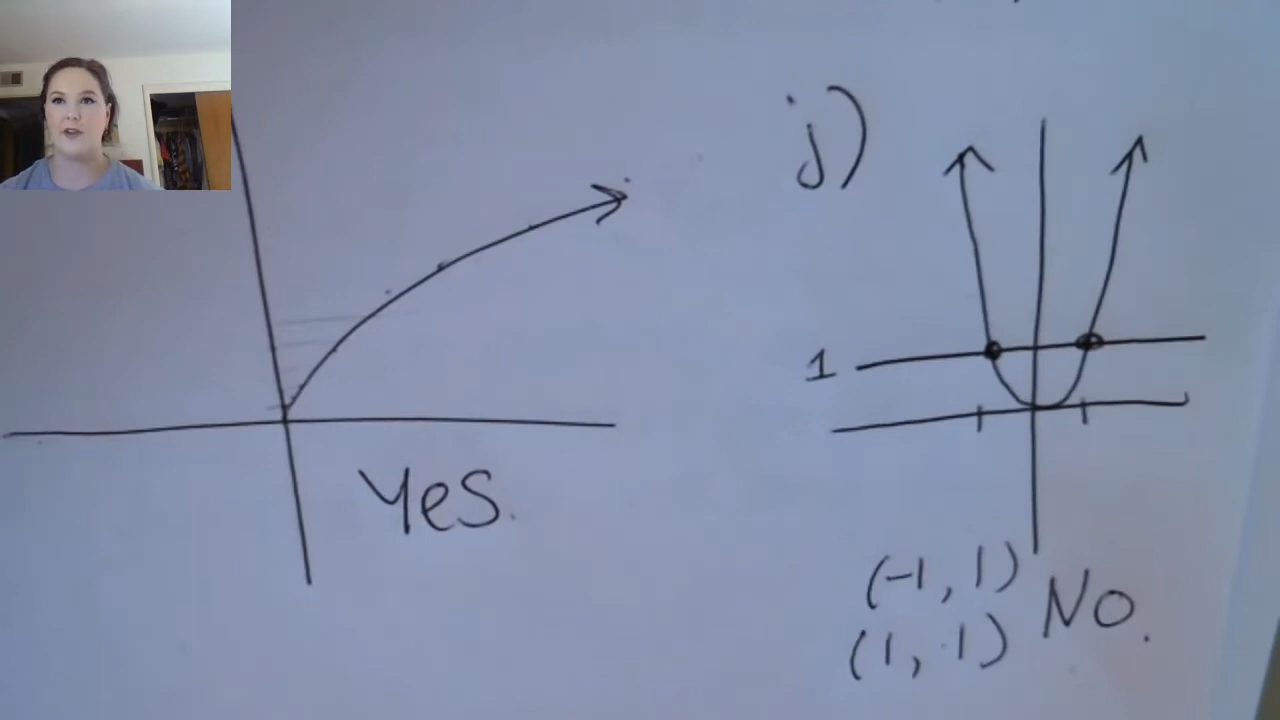 Yes.
j)
1
(-1, 1)
(1, 1)
No.